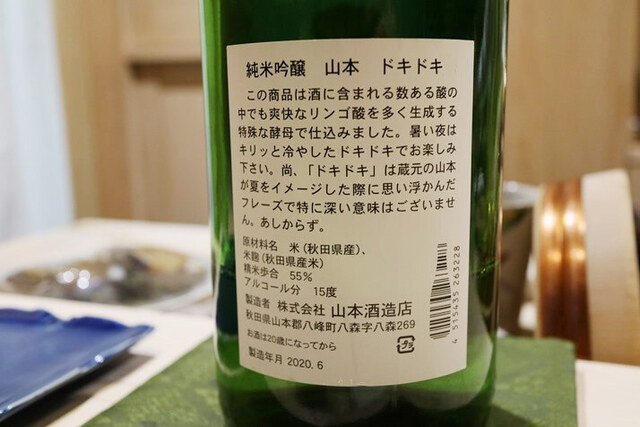 純米吟醸　山本　ドキドキ
この商品は酒に含まれる数ある酸の
中でも爽快なリンゴ酸を多く生成する
特殊な酵母で仕込みました。暑い夜は
キリッと冷やしたドキドキでお楽しみ
下さい。尚、「ドキドキ」は蔵元の山本
が夏をイメージした際に思い浮かんだ
フレーズで特に深い意味はございませ
ん。あしからず。
原材料名　米（秋田県産）、
米麹（秋田県産米）
精米歩合　55%
アルコール分　15度
製造者　株式会社 山本酒造店
秋田県山本郡八峰町八森字八森269
お酒は20歳になってから
製造年月 2020. 6
4 515435 263228